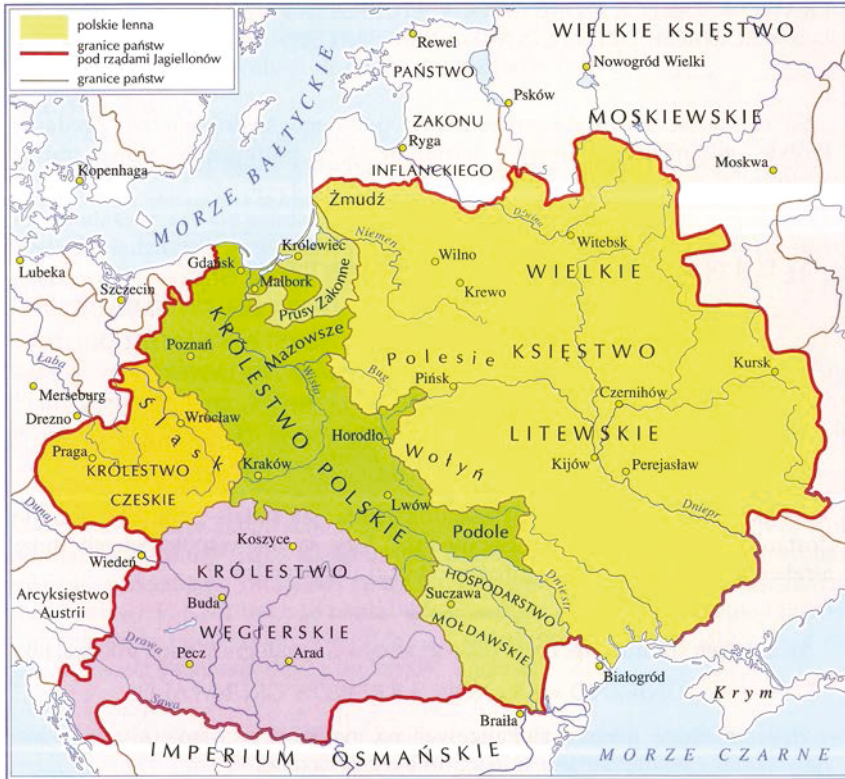 polskie lenna
granice państw
pod rządami Jagiellonów
granice państw
MORZE BAŁTYCKIE
Rewel
PAŃSTWO
ZAKONU
Ryga
INFLANCKIEGO
Psków
WIELKIE KSIĘSTWO
Nowogród Wielki
MOSKIEWSKIE
Moskwa
Kopenhaga
Lubeka
Szczecin
Łaba
Merseburg
Drezno
Żmudź
Niemen
Dźwina
Witebsk
Wilno
WIELKIE
Krewo
Królewiec
Gdańsk
Malbork
Prusy Zakonne
Mazowsze
Poznań
KRÓLESTWO POLSKIE
Wisła
Bug
Polesie
KSIĘSTWO
Pińsk
Kursk
Czernihów
Śląsk
Wrocław
Praga
KRÓLESTWO
CZESKIE
Horodło
Wołyń
LITEWSKIE
Kijów
Perejasław
Kraków
Lwów
Dniepr
Podole
Dunaj
Wiedeń
Arcyksięstwo
Austrii
Koszyce
KRÓLESTWO
Buda
WĘGIERSKIE
Drawa
Pecz
Arad
Sawa
HOSPODARSTWO
Suczawa
MOŁDAWSKIE
Dniestr
Białogród
Krym
Braiła
IMPERIUM OSMAŃSKIE
MORZE CZARNE